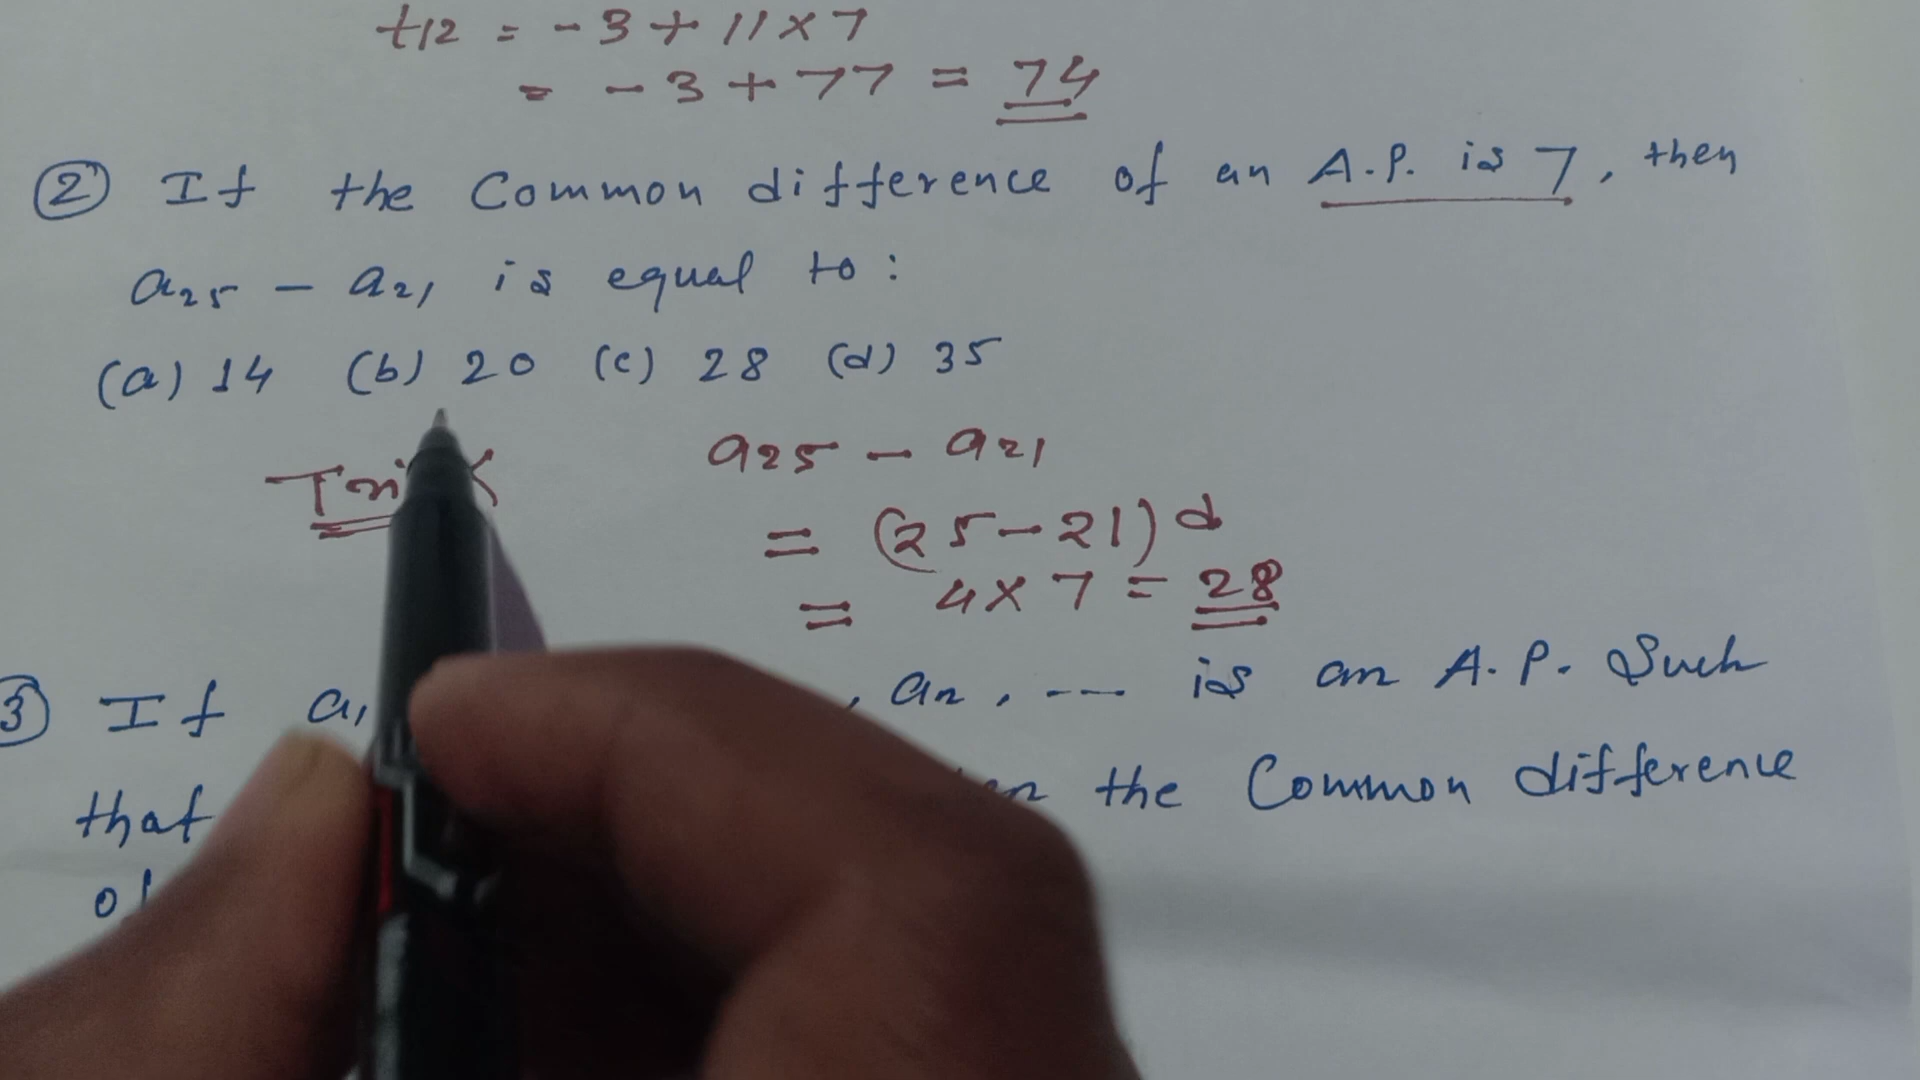 t12 = -3 + 11 × 7
= -3 + 77 = 74
② If the Common difference of an A.P. is 7, then
a25 - a21 is equal to:
(a) 14 (b) 20 (c) 28 (d) 35
Trick
a25 - a21
= (25-21) d
= 4 × 7 = 28
③ If a1 , an, --- is an A.P. Such
that the Common difference
of